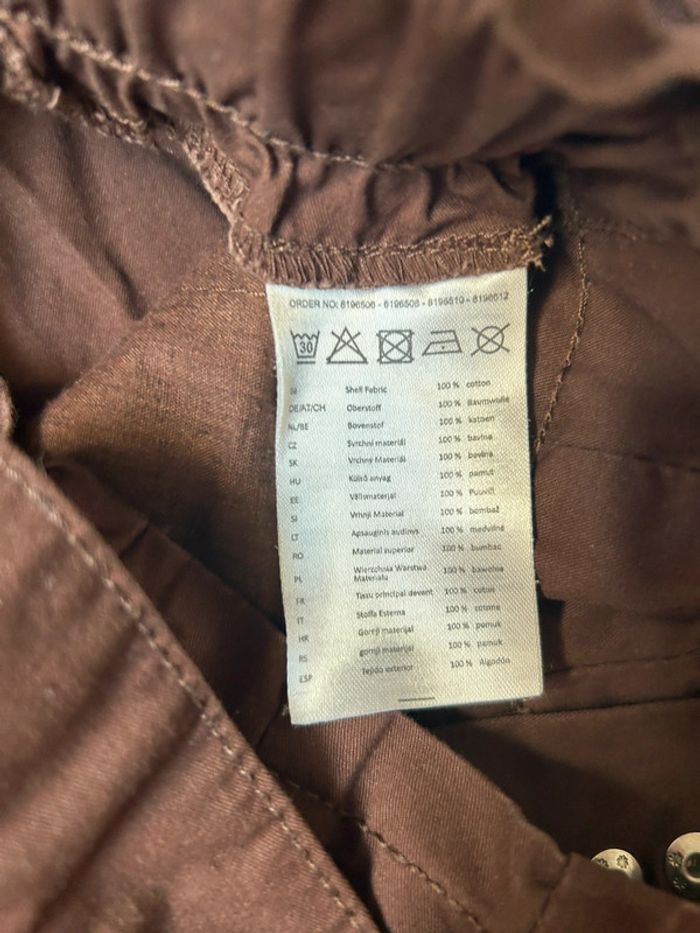 ORDER NO: 8196506 - 8196508 - 8196510 - 8196512
30
Shell Fabric 100 % cotton
DE/AT/CH Oberstoff 100 % Baumwolle
NL/BE Bovenstof 100 % katoen
CZ Svrchní materiál 100 % bavlna
SK Vrchný Materiál 100 % bavlna
HU Külső anyag 100 % pamut
EE Välismaterjal 100 % Puuvill
SI Vrhnji Material 100 % bombaž
LT Apsauginis audinys 100 % medvilnė
RO Material superior 100 % bumbac
PL Wierzchnia Warstwa Materiału 100 % bawełna
FR Tissu principal devant 100 % coton
IT Stoffa Esterna 100 % cotone
HR Gornji materijal 100 % pamuk
RS gornji materijal 100 % pamuk
ESP Tejido exterior 100 % Algodón